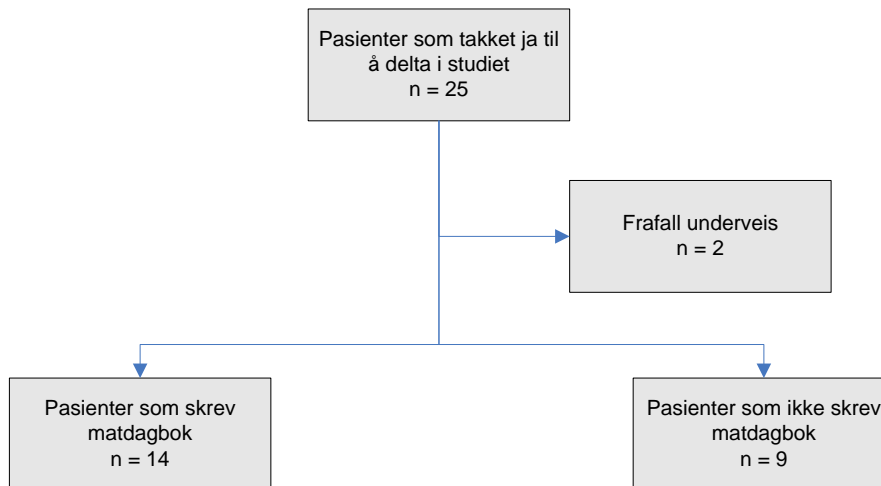 Pasienter som takket ja til
å delta i studiet
n = 25
Frafall underveis
n = 2
Pasienter som skrev
matdagbok
n = 14
Pasienter som ikke skrev
matdagbok
n = 9